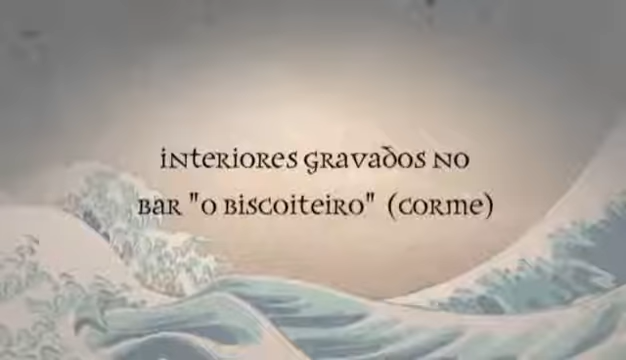 interiores gravados no
bar "o biscoiteiro" (corme)